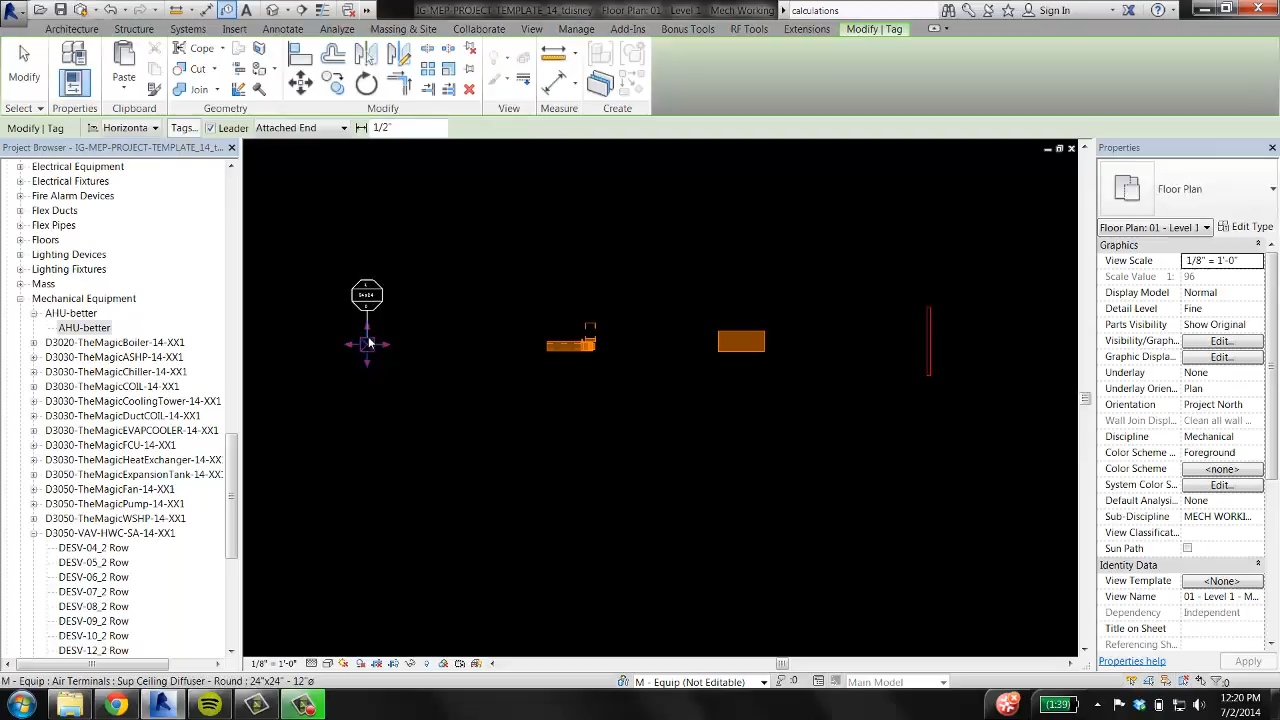 IG-MEP-PROJECT-TEMPLATE_14_tdisney - Floor Plan: 01 - Level 1 - Mech Working
calculations
Sign In
Architecture Structure Systems Insert Annotate Analyze Massing & Site Collaborate View Manage Add-Ins Bonus Tools RF Tools Extensions Modify | Tag
Modify
Paste
Cope
Cut
Join
Select Properties Clipboard Geometry Modify View Measure Create
Modify | Tag
Horizonta
Tags...
Leader
Attached End
1/2"
Project Browser - IG-MEP-PROJECT-TEMPLATE_14_t...
Electrical Equipment
Electrical Fixtures
Fire Alarm Devices
Flex Ducts
Flex Pipes
Floors
Lighting Devices
Lighting Fixtures
Mass
Mechanical Equipment
AHU-better
AHU-better
D3020-TheMagicBoiler-14-XX1
D3030-TheMagicASHP-14-XX1
D3030-TheMagicChiller-14-XX1
D3030-TheMagicCOIL-14-XX1
D3030-TheMagicCoolingTower-14-XX1
D3030-TheMagicDuctCOIL-14-XX1
D3030-TheMagicEVAPCOOLER-14-XX1
D3030-TheMagicFCU-14-XX1
D3030-TheMagicHeatExchanger-14-XX
D3050-TheMagicExpansionTank-14-XX
D3050-TheMagicFan-14-XX1
D3050-TheMagicPump-14-XX1
D3050-TheMagicWSHP-14-XX1
D3050-VAV-HWC-SA-14-XX1
DESV-04_2 Row
DESV-05_2 Row
DESV-06_2 Row
DESV-07_2 Row
DESV-08_2 Row
DESV-09_2 Row
DESV-10_2 Row
DESV-12_2 Row
24x24
Properties
Floor Plan
Floor Plan: 01 - Level 1
Edit Type
Graphics
View Scale 1/8" = 1'-0"
Scale Value 1: 96
Display Model Normal
Detail Level Fine
Parts Visibility Show Original
Visibility/Graph... Edit...
Graphic Displa... Edit...
Underlay None
Underlay Orien... Plan
Orientation Project North
Wall Join Display Clean all wall ...
Discipline Mechanical
Color Scheme ... Foreground
Color Scheme <none>
System Color S... Edit...
Default Analysi... None
Sub-Discipline MECH WORKI...
View Classificat...
Sun Path
Identity Data
View Template <None>
View Name 01 - Level 1 - M...
Dependency Independent
Title on Sheet
Referencing Sh...
Properties help
Apply
1/8" = 1'-0"
M - Equip : Air Terminals : Sup Ceiling Diffuser - Round : 24"x24" - 12"ø
M - Equip (Not Editable)
:0
Main Model
:0
1:39
12:20 PM
7/2/2014